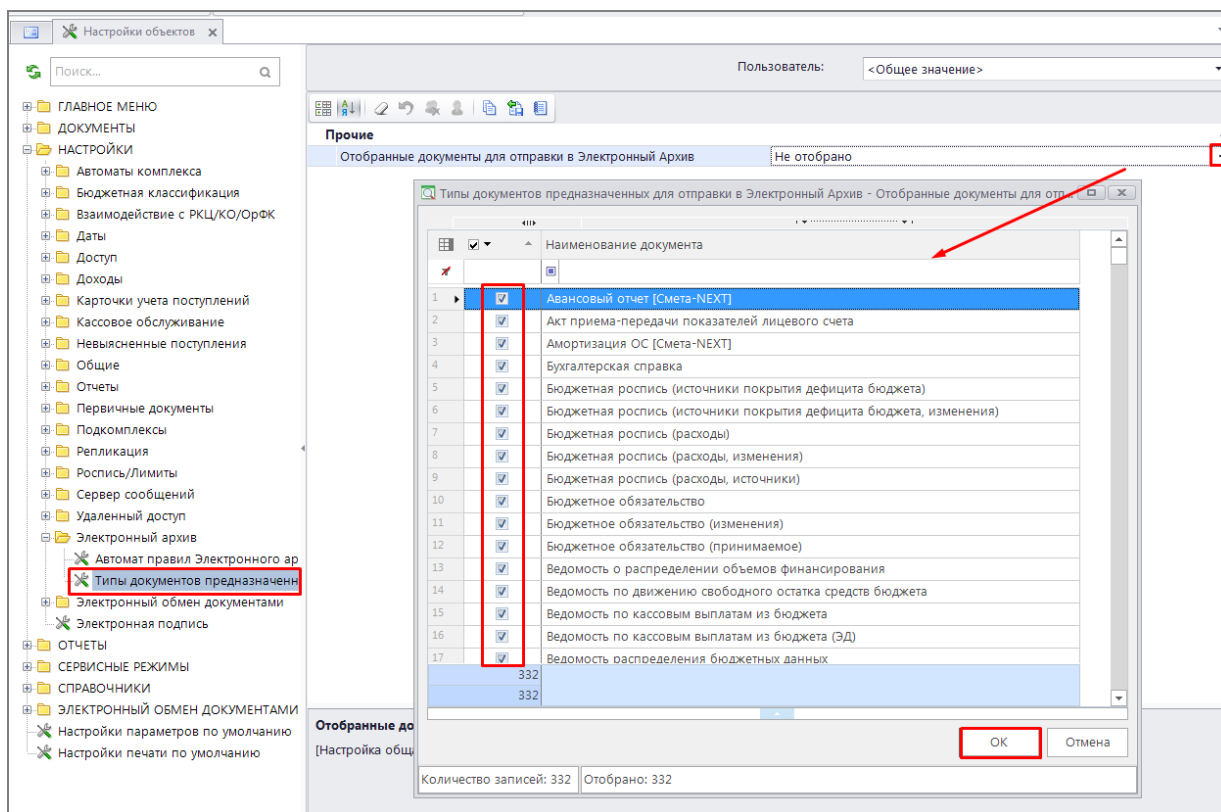 Настройки объектов
Поиск...
Пользователь:
<Общее значение>
ГЛАВНОЕ МЕНЮ
ДОКУМЕНТЫ
НАСТРОЙКИ
Автоматы комплекса
Бюджетная классификация
Взаимодействие с РКЦ/КО/ОрФК
Даты
Доступ
Доходы
Карточки учета поступлений
Кассовое обслуживание
Невыясненные поступления
Общие
Отчеты
Первичные документы
Подкомплексы
Репликация
Роспись/Лимиты
Сервер сообщений
Удаленный доступ
Электронный архив
Автомат правил Электронного ар
Типы документов предназначенн
Электронный обмен документами
Электронная подпись
ОТЧЕТЫ
СЕРВИСНЫЕ РЕЖИМЫ
СПРАВОЧНИКИ
ЭЛЕКТРОННЫЙ ОБМЕН ДОКУМЕНТАМИ
Настройки параметров по умолчанию
Настройки печати по умолчанию
Прочие
Отобранные документы для отправки в Электронный Архив
Не отобрано
Типы документов предназначенных для отправки в Электронный Архив - Отобранные документы для отп...
Наименование документа
1 Авансовый отчет [Смета-NEXT]
2 Акт приема-передачи показателей лицевого счета
3 Амортизация ОС [Смета-NEXT]
4 Бухгалтерская справка
5 Бюджетная роспись (источники покрытия дефицита бюджета)
6 Бюджетная роспись (источники покрытия дефицита бюджета, изменения)
7 Бюджетная роспись (расходы)
8 Бюджетная роспись (расходы, изменения)
9 Бюджетная роспись (расходы, источники)
10 Бюджетное обязательство
11 Бюджетное обязательство (изменения)
12 Бюджетное обязательство (принимаемое)
13 Ведомость о распределении объемов финансирования
14 Ведомость по движению свободного остатка средств бюджета
15 Ведомость по кассовым выплатам из бюджета
16 Ведомость по кассовым выплатам из бюджета (ЭД)
17 Ведомость распределения бюджетных данных
332
332
Отобранные до
[Настройка общ
ОК
Отмена
Количество записей: 332
Отобрано: 332